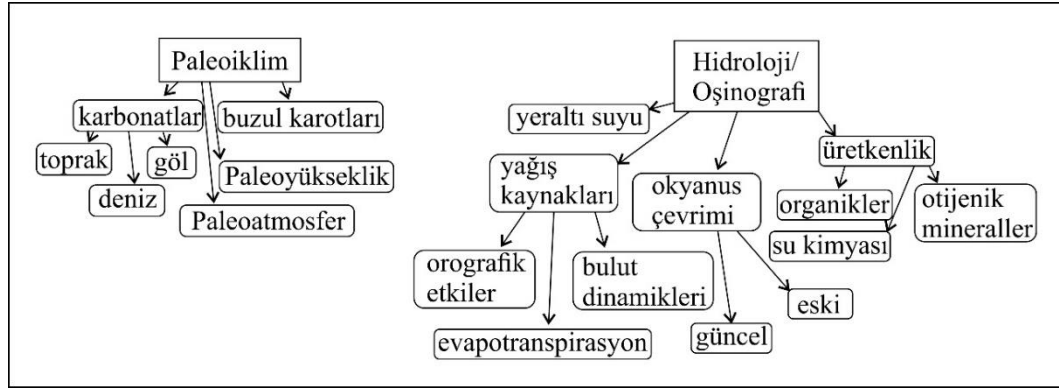 Paleoiklim
karbonatlar
buzul karotları
toprak
göl
deniz
Paleoyükseklik
Paleoatmosfer
Hidroloji/
Oşinografi
yeraltı suyu
yağış
kaynakları
okyanus
çevrimi
üretkenlik
organikler
su kimyası
otijenik
mineraller
orografik
etkiler
bulut
dinamikleri
evapotranspirasyon
güncel
eski